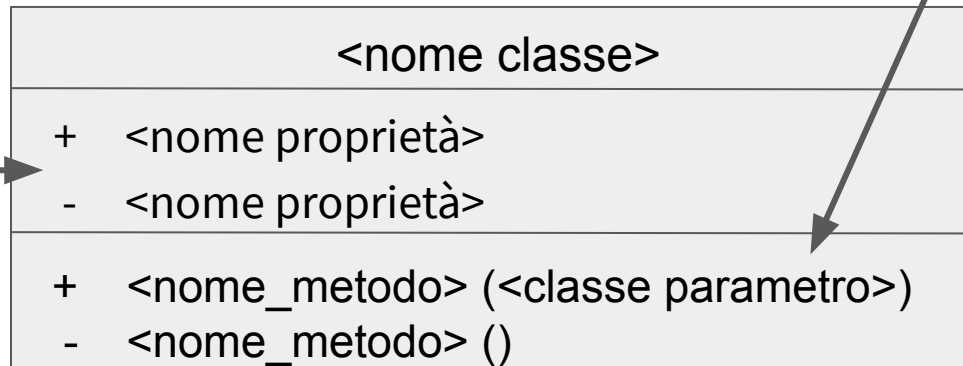 <nome classe>
+ <nome proprietà>
- <nome proprietà>
+ <nome_metodo> (<classe parametro>)
- <nome_metodo> ()